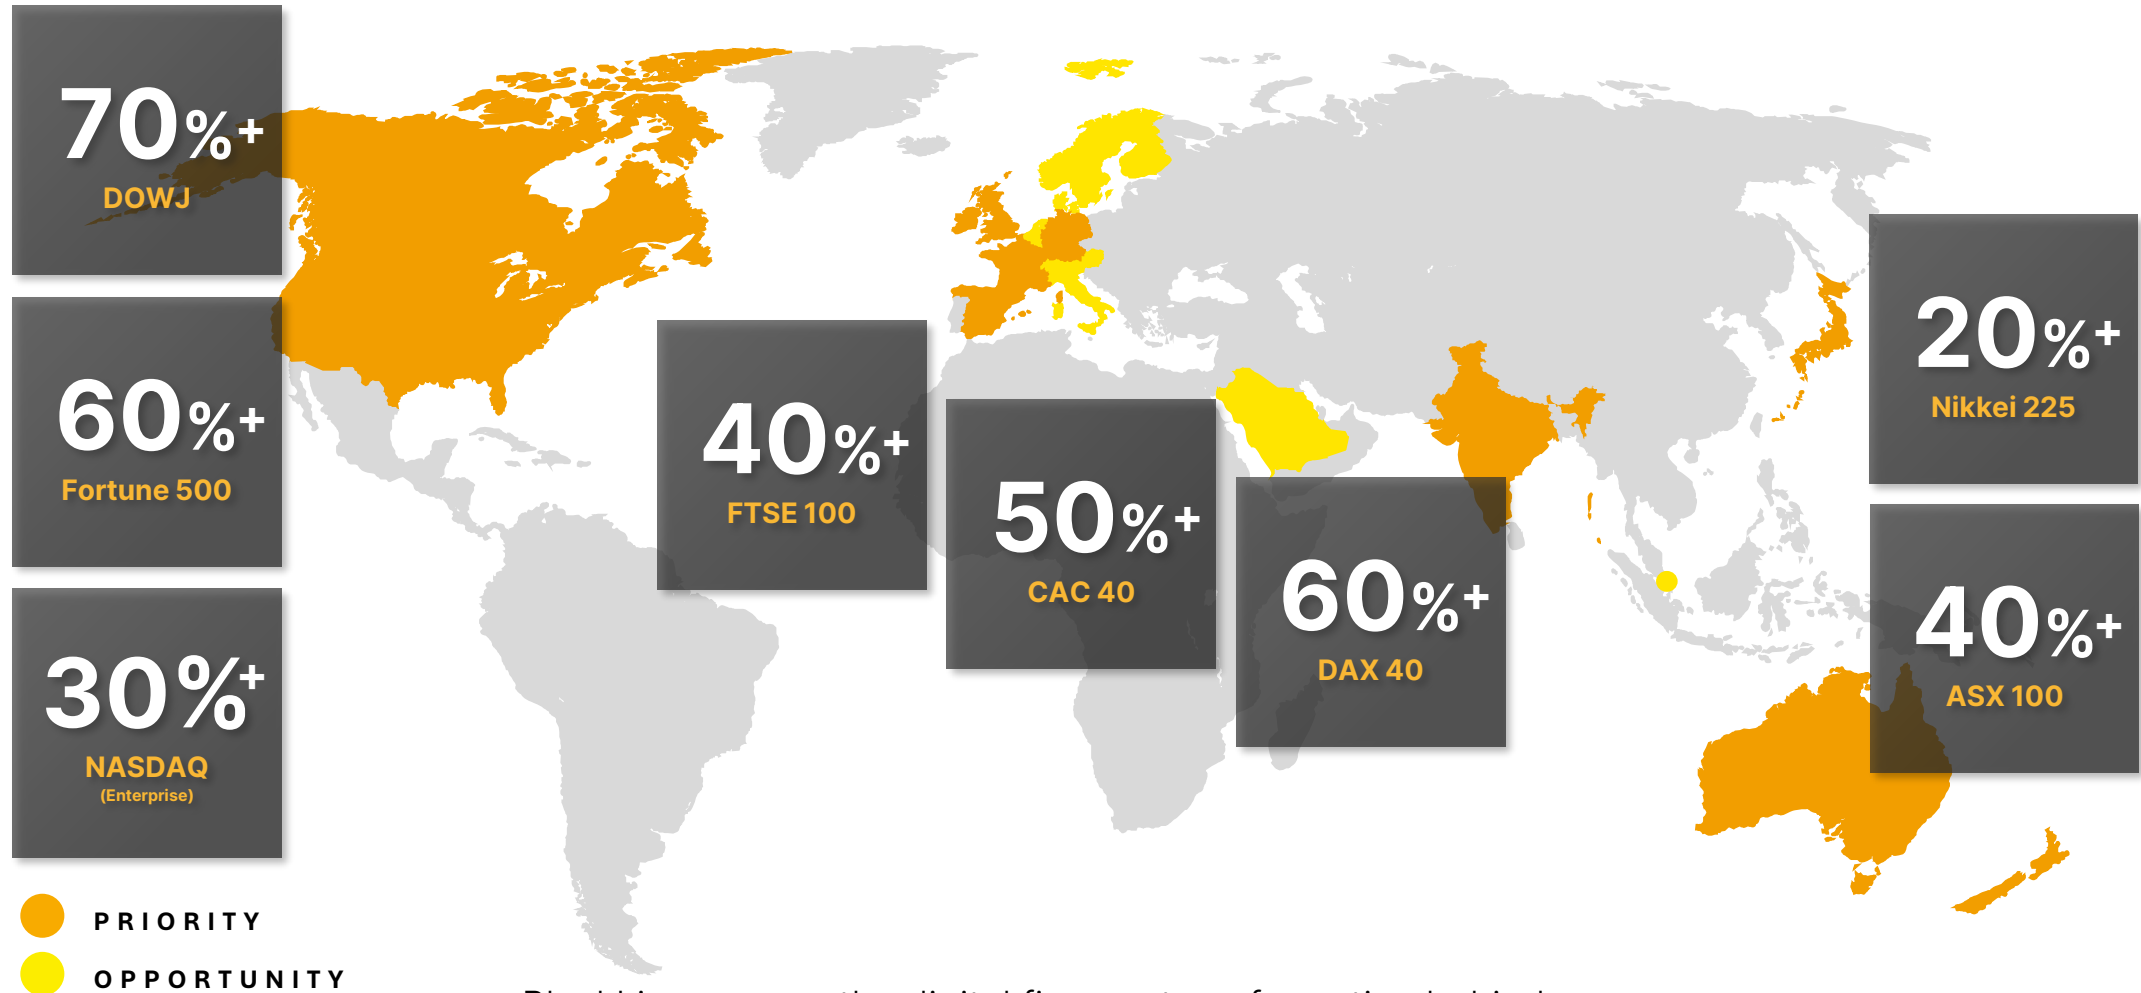 70%+
DOWJ
60%+
Fortune 500
30%+
NASDAQ
(Enterprise)
40%+
FTSE 100
50%+
CAC 40
60%+
DAX 40
20%+
Nikkei 225
40%+
ASX 100
PRIORITY
OPPORTUNITY